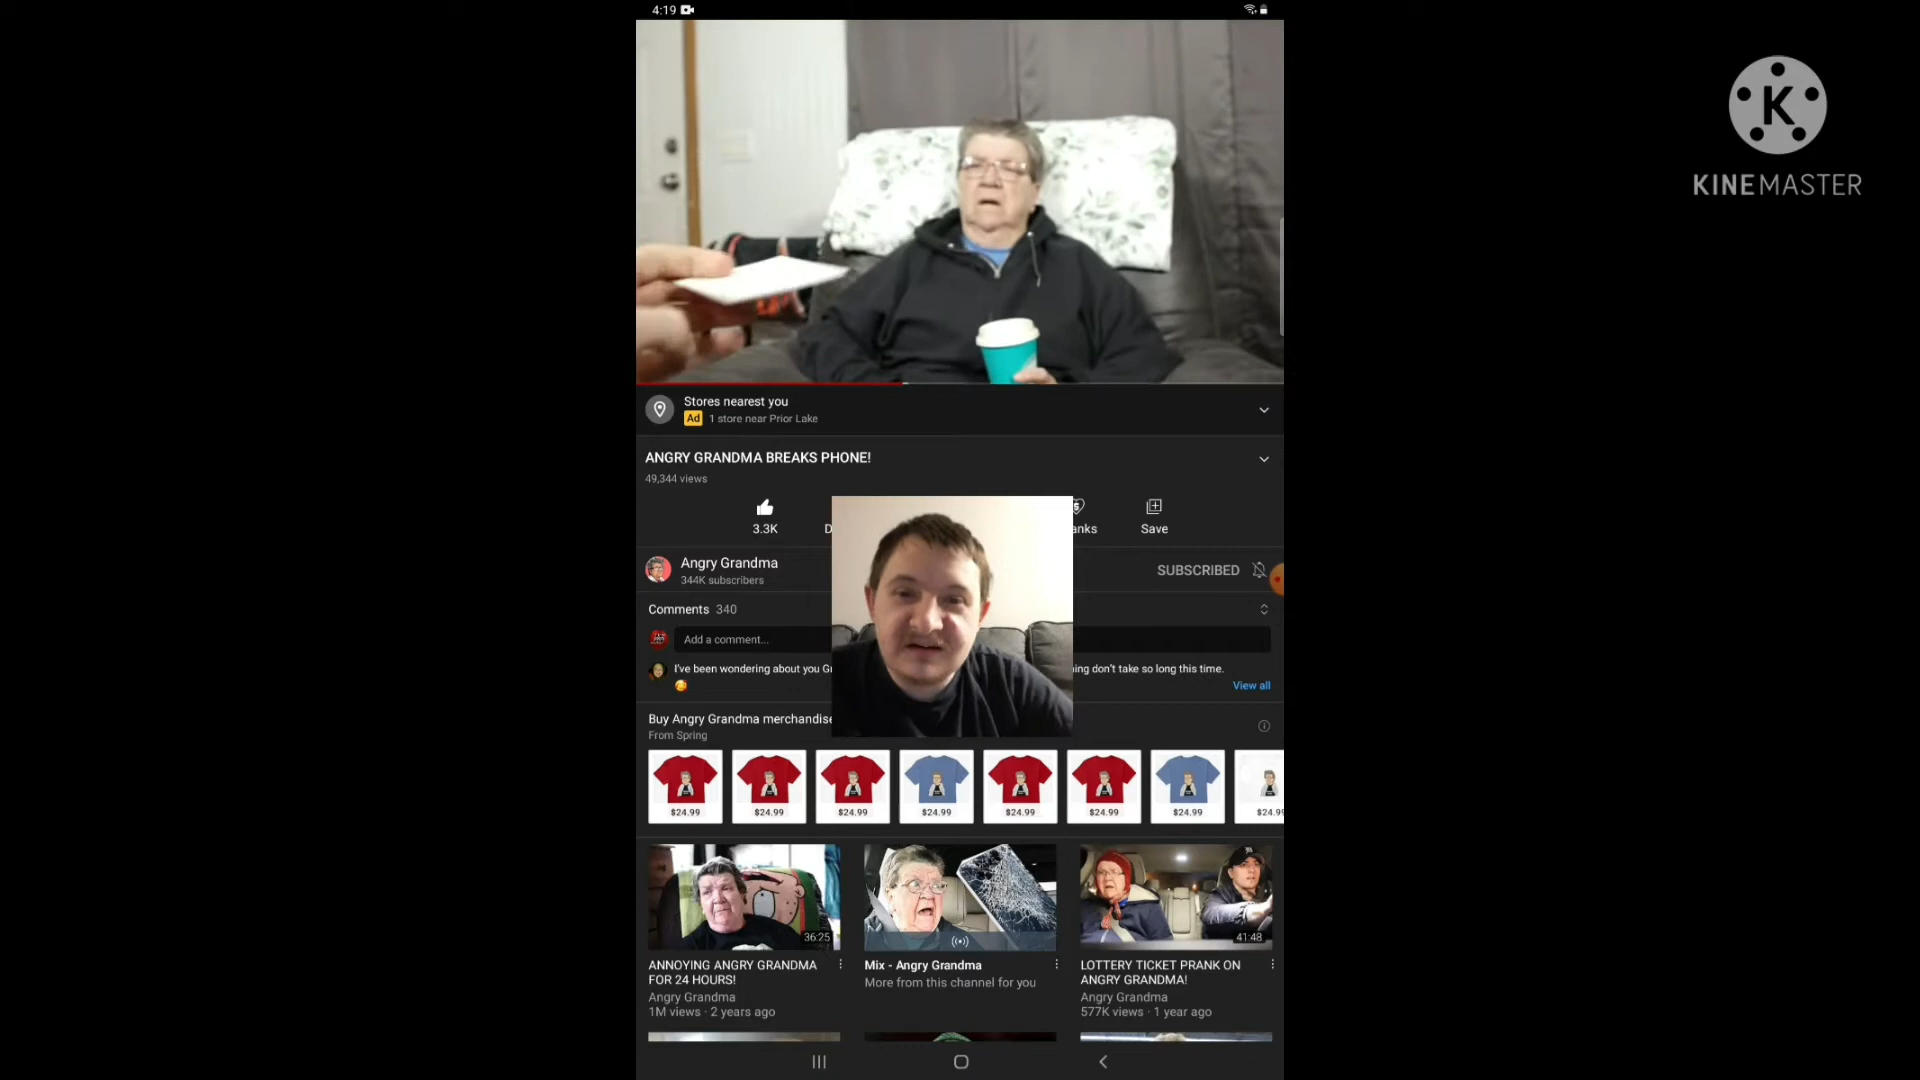 4:19
K
KINEMASTER
Stores nearest you
Ad 1 store near Prior Lake
ANGRY GRANDMA BREAKS PHONE!
49,344 views
3.3K
D
anks
Save
Angry Grandma
344K subscribers
SUBSCRIBED
Comments 340
Add a comment...
I've been wondering about you G
ing don't take so long this time.
🥰
View all
Buy Angry Grandma merchandise
From Spring
$24.99 $24.99 $24.99 $24.99 $24.99 $24.99 $24.99 $24.99
36:25
41:48
ANNOYING ANGRY GRANDMA
FOR 24 HOURS!
Angry Grandma
1M views · 2 years ago
Mix - Angry Grandma
More from this channel for you
LOTTERY TICKET PRANK ON
ANGRY GRANDMA!
Angry Grandma
577K views · 1 year ago